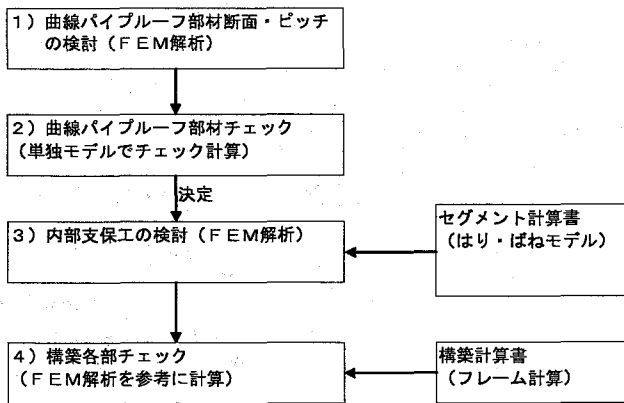 １）曲線パイプルーフ部材断面・ピッチ
の検討（ＦＥＭ解析）
２）曲線パイプルーフ部材チェック
（単独モデルでチェック計算）
決定
３）内部支保工の検討（ＦＥＭ解析）
セグメント計算書
（はり・ばねモデル）
４）構築各部チェック
（ＦＥＭ解析を参考に計算）
構築計算書
（フレーム計算）